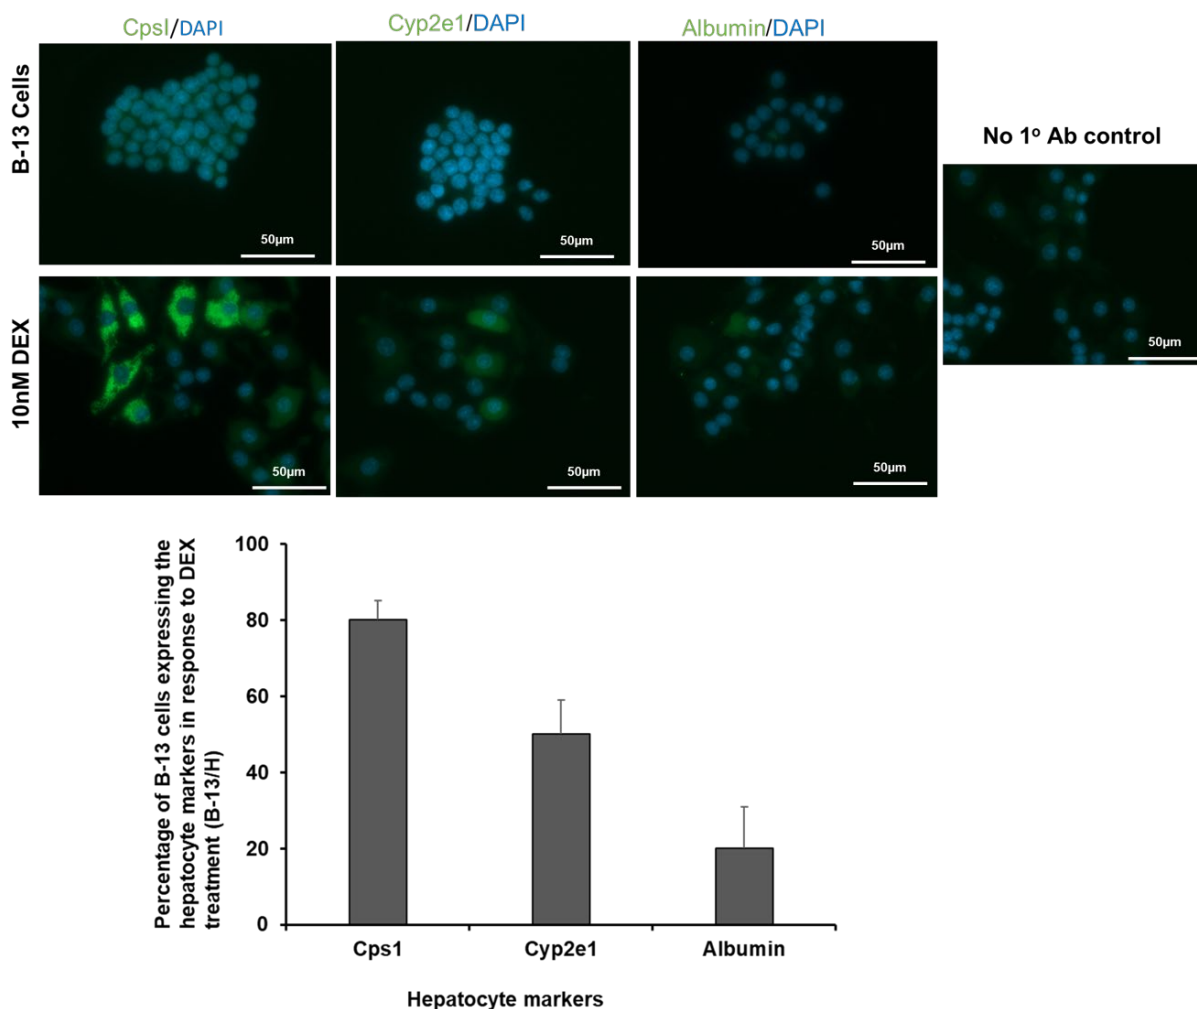 CpsI/DAPI
Cyp2e1/DAPI
Albumin/DAPI
B-13 Cells
50µm
50µm
50µm
No 1º Ab control
50µm
10nM DEX
50µm
50µm
50µm
Percentage of B-13 cells expressing the
hepatocyte markers in response to DEX
treatment (B-13/H)
100
80
60
40
20
0
Cps1
Cyp2e1
Albumin
Hepatocyte markers